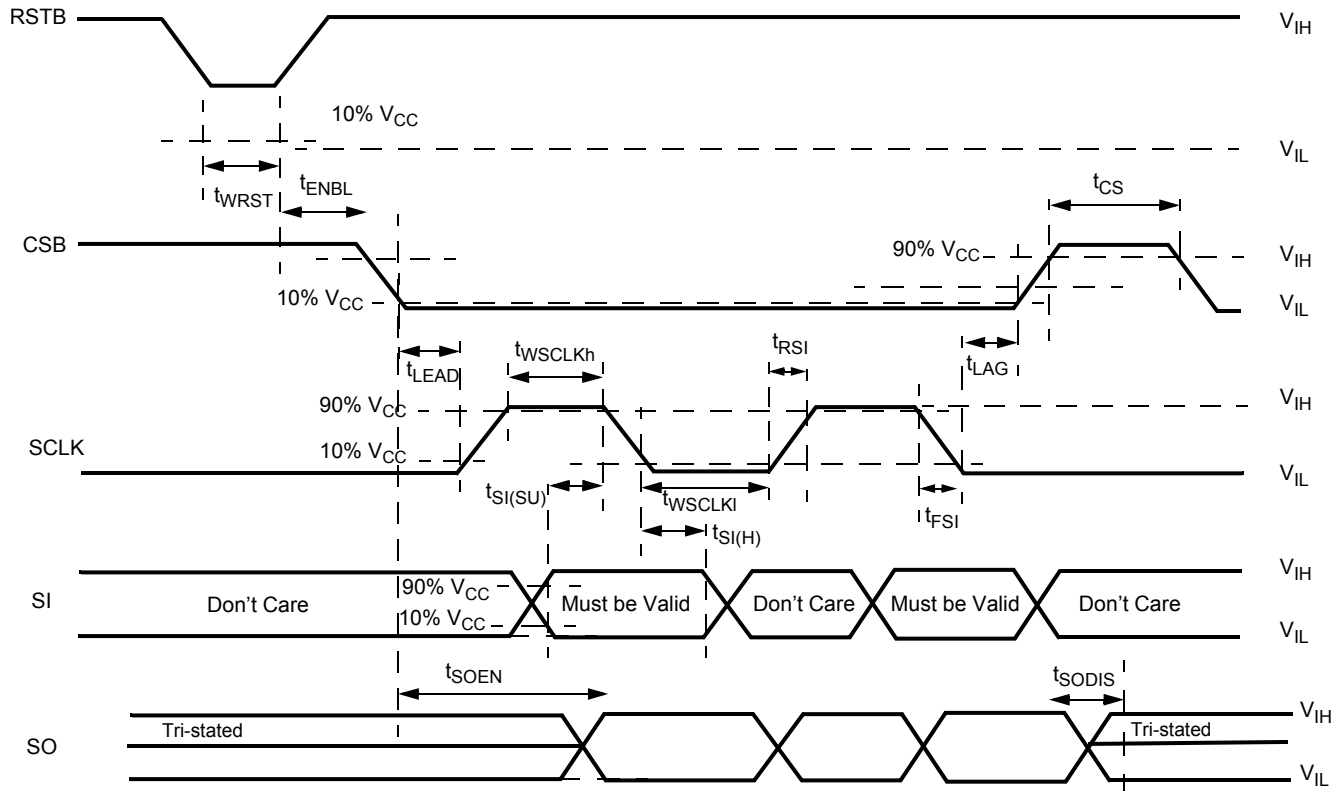 RSTB
VIH
10% VCC
VIL
tWRST
tENBL
tCS
CSB
90% VCC
VIH
10% VCC
VIL
tLEAD
tWSCLKh
tRSI
tLAG
90% VCC
VIH
SCLK
10% VCC
VIL
tSI(SU)
tWSCLKl
tFSI
tSI(H)
SI
Don't Care
90% VCC
10% VCC
Must be Valid
Don't Care
Must be Valid
Don't Care
VIH
VIL
tSOEN
tSODIS
SO
Tri-stated
Tri-stated
VIH
VIL